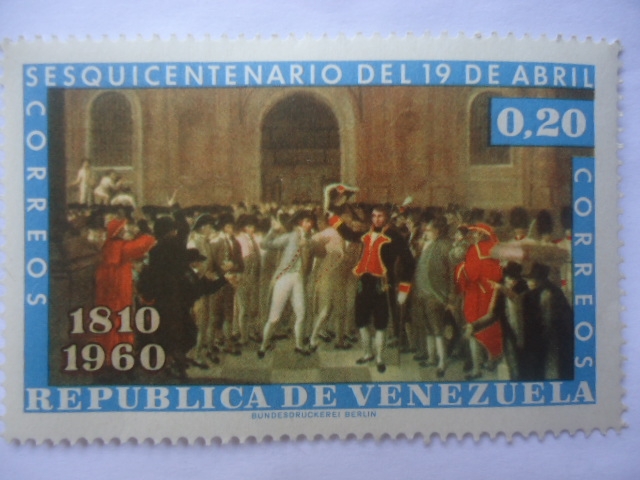 SESQUICENTENARIO DEL 19 DE ABRIL
CORREOS
0,20
CORREOS
1810
1960
REPUBLICA DE VENEZUELA
BUNDESDRUCKEREI BERLIN